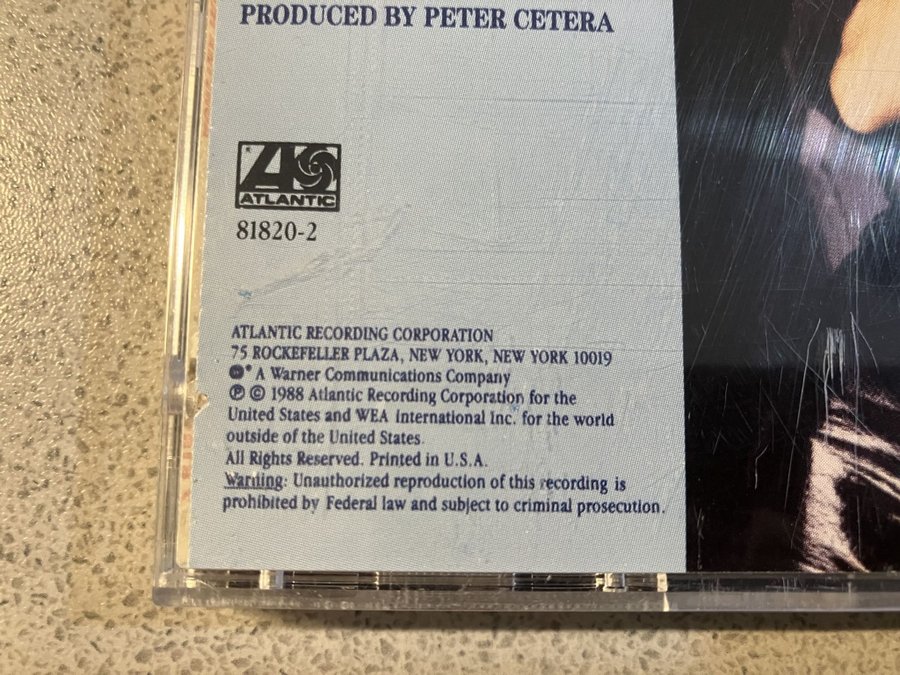 PRODUCED BY PETER CETERA
ATLANTIC
81820-2
ATLANTIC RECORDING CORPORATION
75 ROCKEFELLER PLAZA, NEW YORK, NEW YORK 10019
A Warner Communications Company
℗ © 1988 Atlantic Recording Corporation for the
United States and WEA International Inc. for the world
outside of the United States.
All Rights Reserved. Printed in U.S.A.
Warning: Unauthorized reproduction of this recording is
prohibited by Federal law and subject to criminal prosecution.